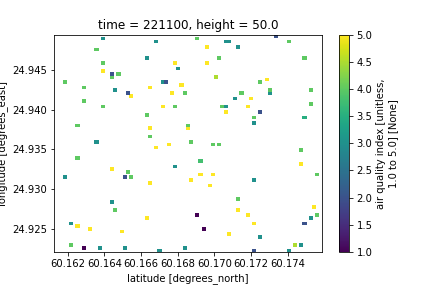 time = 221100, height = 50.0
24.945
24.940
24.935
24.930
24.925
longitude [degrees_east]
60.162 60.164 60.166 60.168 60.170 60.172 60.174
latitude [degrees_north]
5.0
4.5
4.0
3.5
3.0
2.5
2.0
1.5
1.0
air quality index [unitless,
1.0 to 5.0] [None]